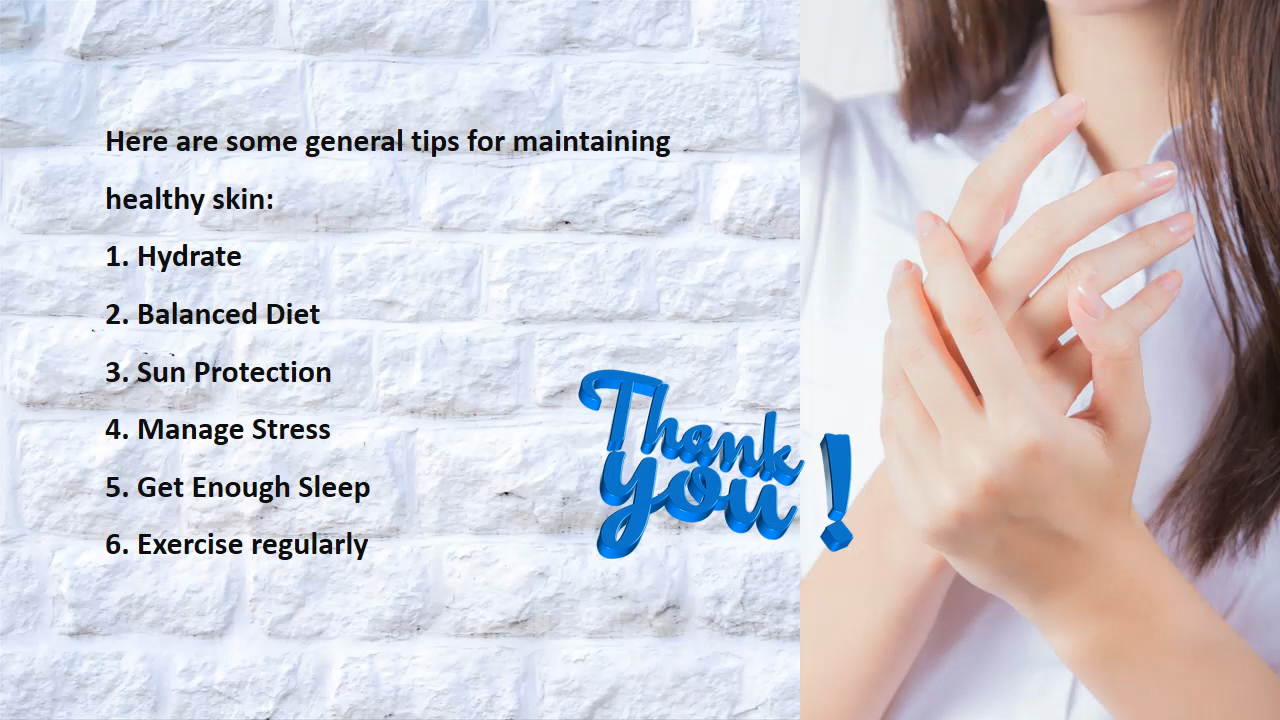 Here are some general tips for maintaining
healthy skin:
1. Hydrate
2. Balanced Diet
3. Sun Protection
4. Manage Stress
5. Get Enough Sleep
6. Exercise regularly
Thank
you !